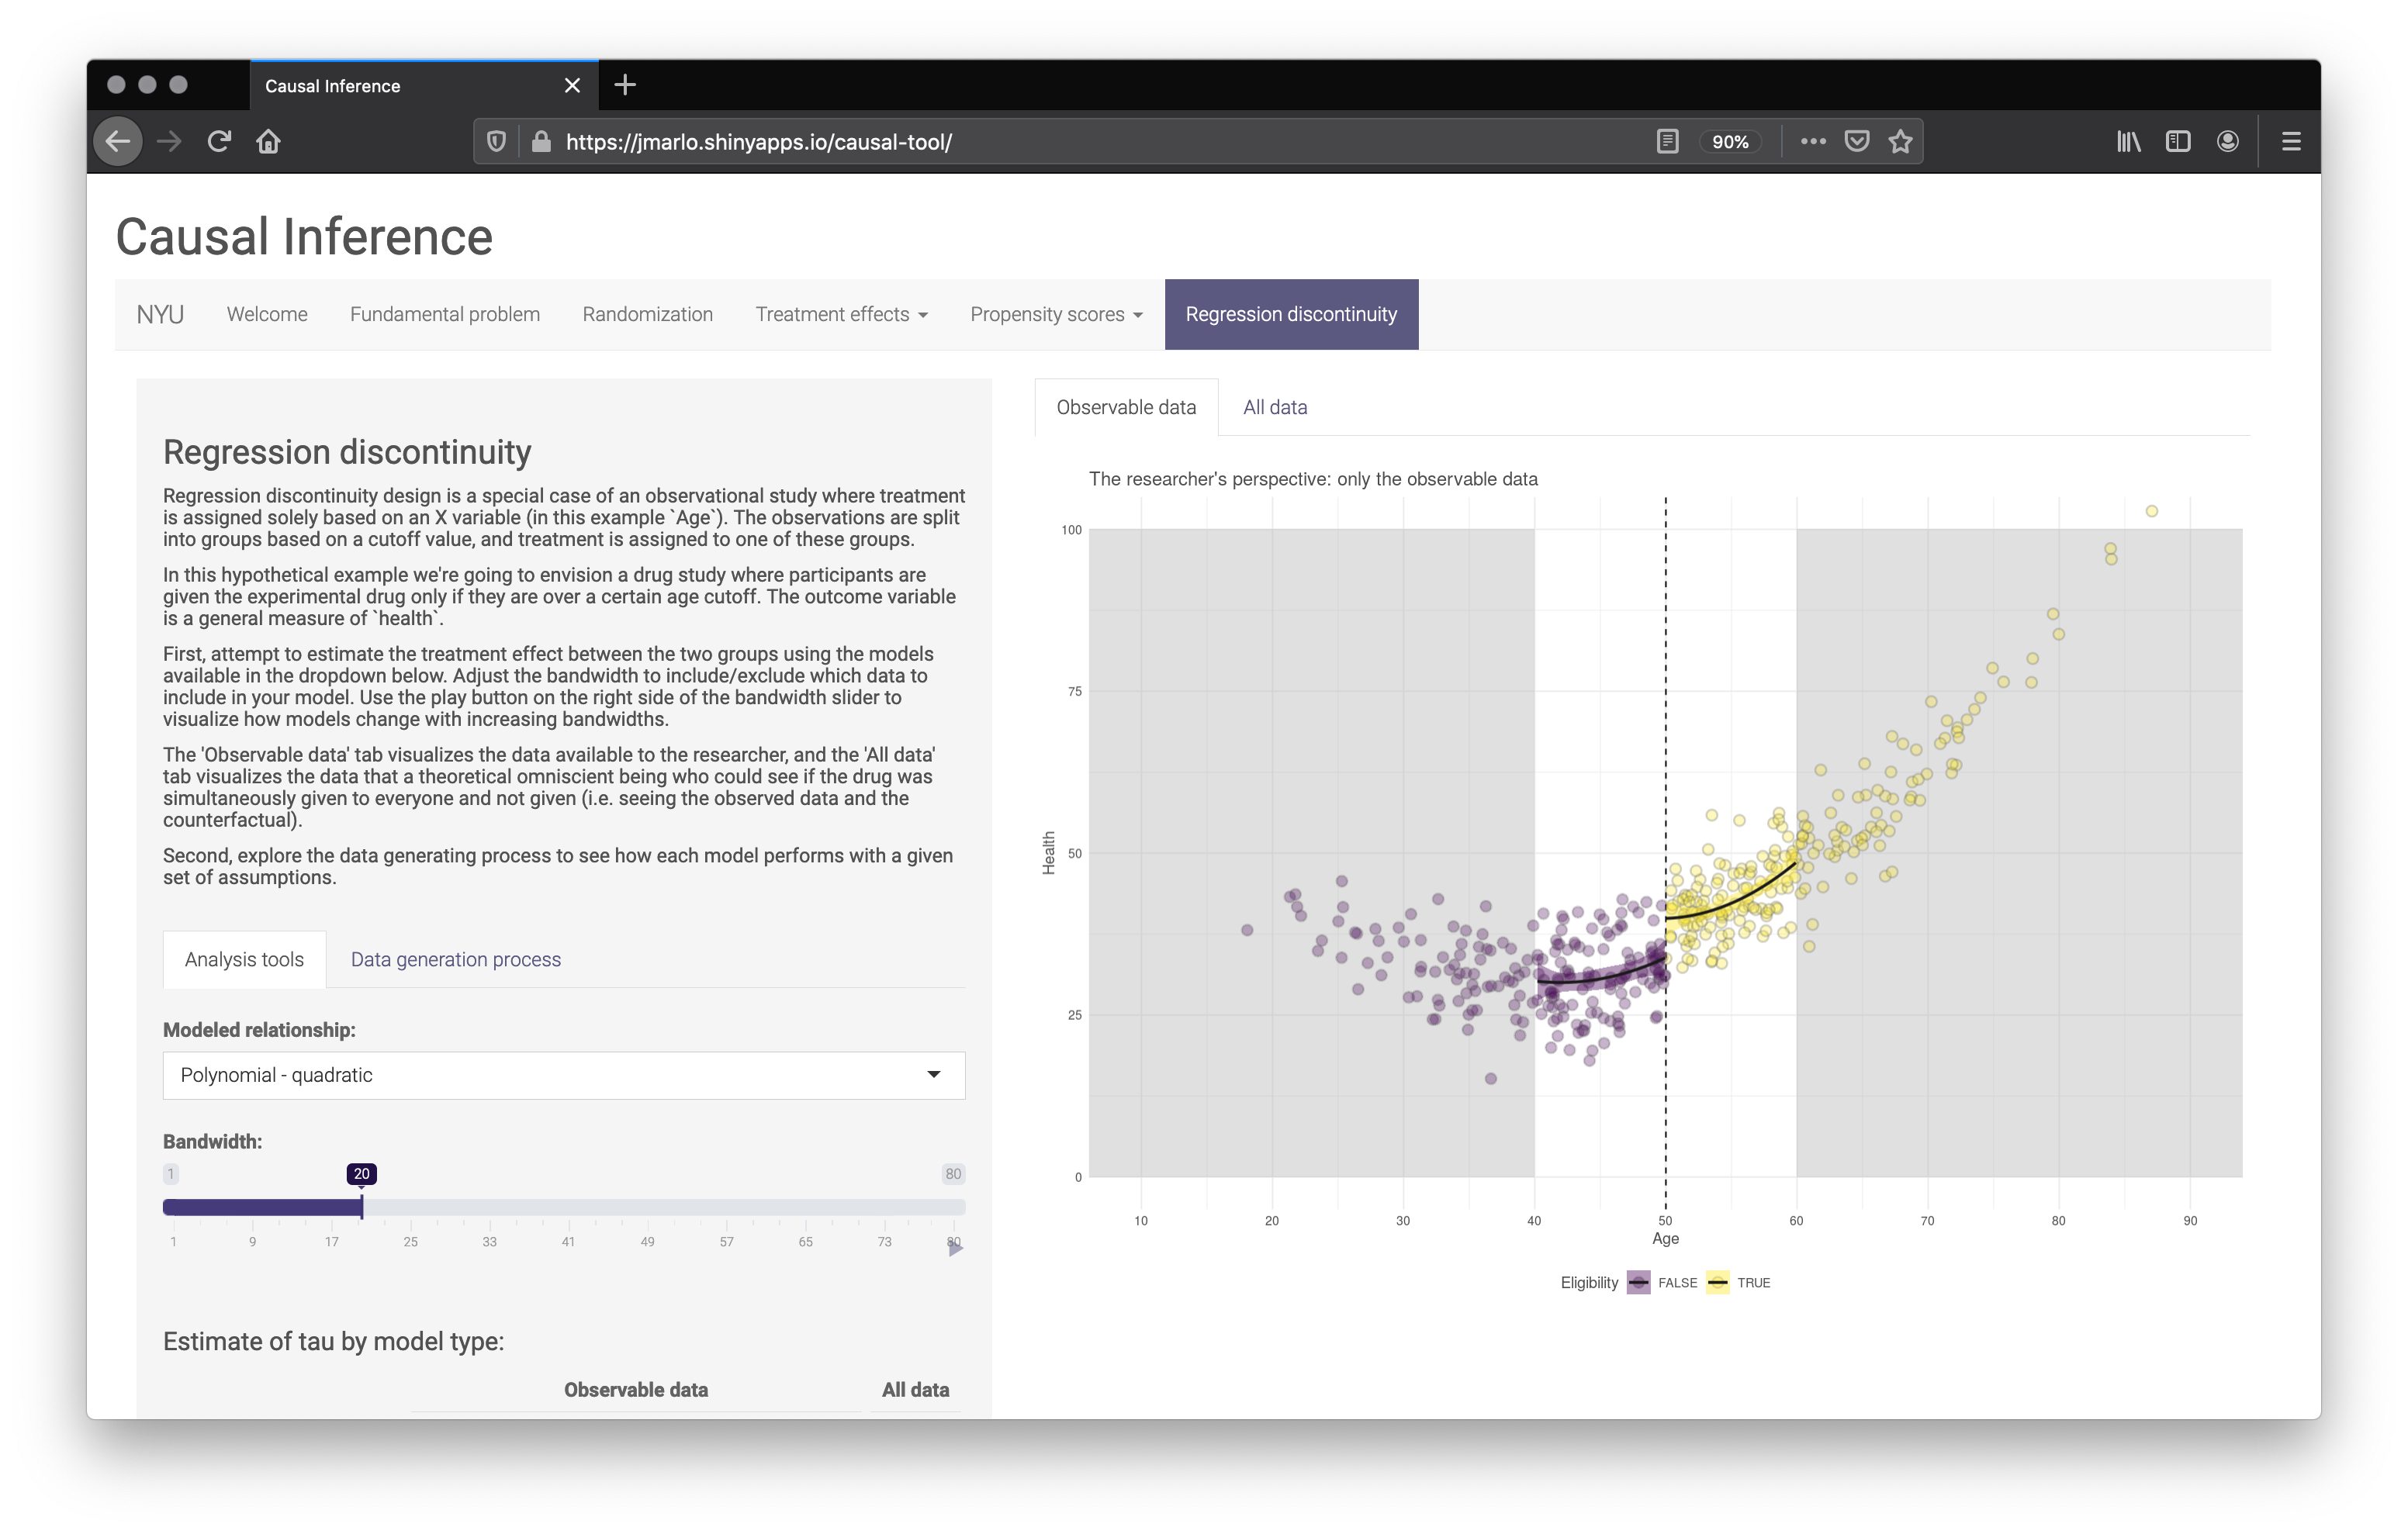 Causal Inference
https://jmarlo.shinyapps.io/causal-tool/
90%
Causal Inference
NYU Welcome Fundamental problem Randomization Treatment effects Propensity scores Regression discontinuity
Regression discontinuity
Regression discontinuity design is a special case of an observational study where treatment
is assigned solely based on an X variable (in this example `Age`). The observations are split
into groups based on a cutoff value, and treatment is assigned to one of these groups.
In this hypothetical example we're going to envision a drug study where participants are
given the experimental drug only if they are over a certain age cutoff. The outcome variable
is a general measure of `health`.
First, attempt to estimate the treatment effect between the two groups using the models
available in the dropdown below. Adjust the bandwidth to include/exclude which data to
include in your model. Use the play button on the right side of the bandwidth slider to
visualize how models change with increasing bandwidths.
The 'Observable data' tab visualizes the data available to the researcher, and the 'All data'
tab visualizes the data that a theoretical omniscient being who could see if the drug was
simultaneously given to everyone and not given (i.e. seeing the observed data and the
counterfactual).
Second, explore the data generating process to see how each model performs with a given
set of assumptions.
Analysis tools Data generation process
Modeled relationship:
Polynomial - quadratic
Bandwidth:
1 20 80
1 9 17 25 33 41 49 57 65 73 80
Estimate of tau by model type:
Observable data All data
Observable data All data
The researcher's perspective: only the observable data
100
75
50
25
0
Health
10 20 30 40 50 60 70 80 90
Age
Eligibility FALSE TRUE